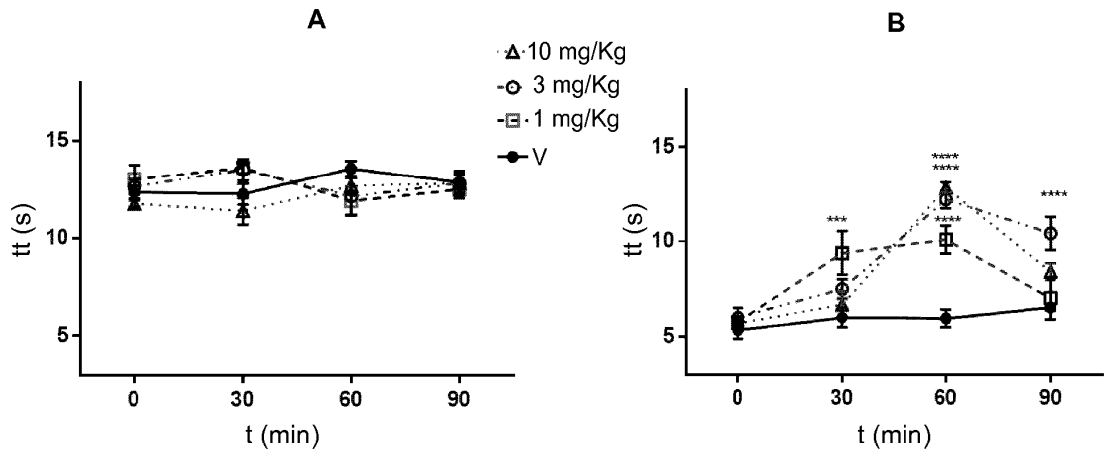 A
B
10 mg/Kg
3 mg/Kg
1 mg/Kg
V
15
10
5
tt (s)
0 30 60 90
t (min)
15
10
5
tt (s)
***
****
****
****
****
0 30 60 90
t (min)